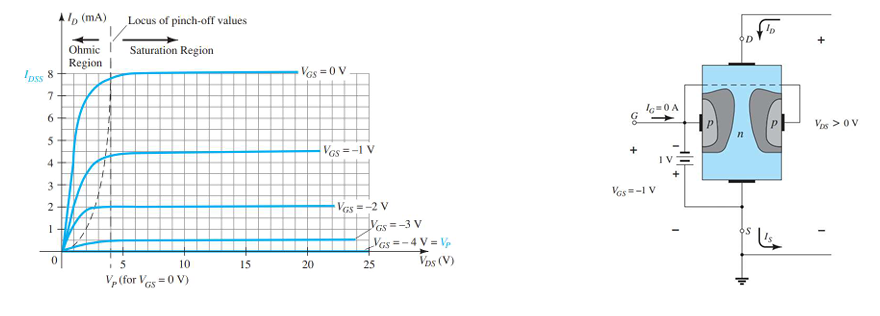 I_D (mA)
Locus of pinch-off values
Ohmic
Region
Saturation Region
I_DSS 8
7
6
5
4
3
2
1
0
5
10
15
20
25
V_GS = 0 V
V_GS = –1 V
V_GS = –2 V
V_GS = –3 V
V_GS = – 4 V = V_P
V_DS (V)
V_P (for V_GS = 0 V)
I_D
D
+
I_G = 0 A
G
p
n
p
V_DS > 0 V
+
–
1 V
+
V_GS = –1 V
–
S
I_S
–